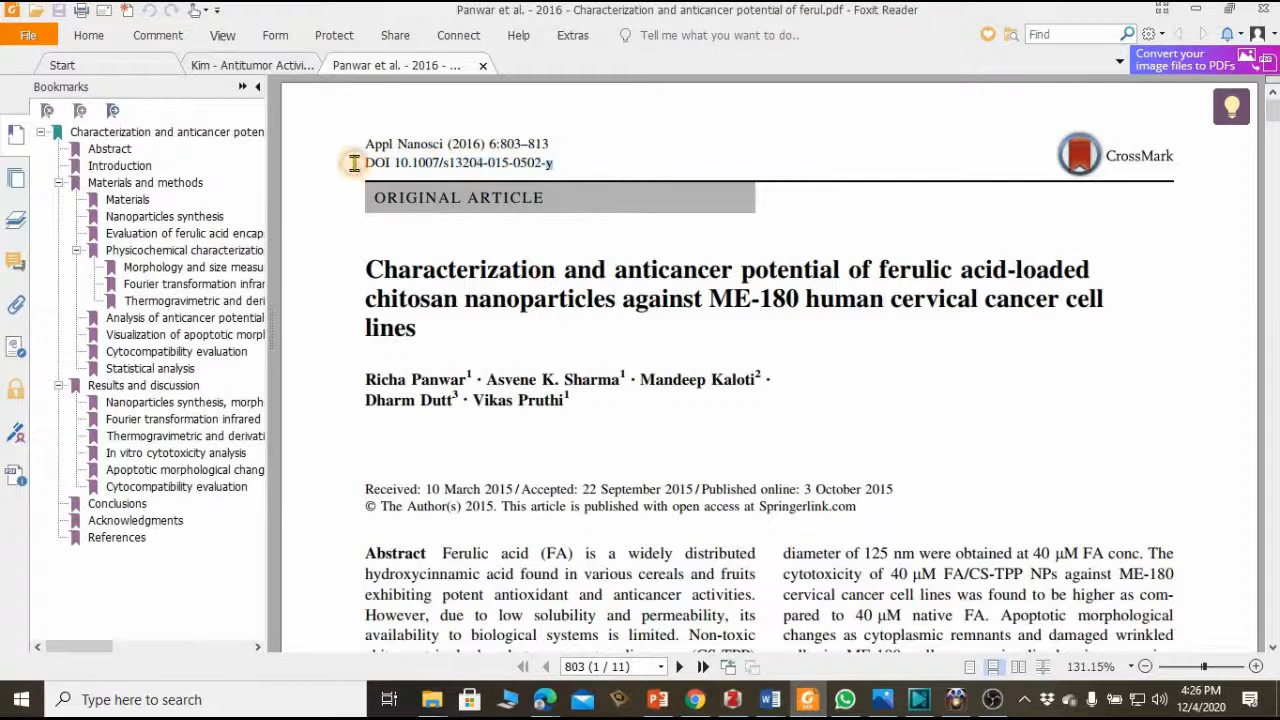 Panwar et al. - 2016 - Characterization and anticancer potential of ferul.pdf - Foxit Reader
File Home Comment View Form Protect Share Connect Help Extras Tell me what you want to do.. Find
Start Kim - Antitumor Activi... Panwar et al. - 2016 - ... Convert your
image files to PDFs
Bookmarks
Characterization and anticancer poten
Abstract
Introduction
Materials and methods
Materials
Nanoparticles synthesis
Evaluation of ferulic acid encap
Physicochemical characterizatio
Morphology and size measu
Fourier transformation infrar
Thermogravimetric and deri
Analysis of anticancer potential
Visualization of apoptotic morpl
Cytocompatibility evaluation
Statistical analysis
Results and discussion
Nanoparticles synthesis, morph
Fourier transformation infrared
Thermogravimetric and derivati
In vitro cytotoxicity analysis
Apoptotic morphological chang
Cytocompatibility evaluation
Conclusions
Acknowledgments
References
Appl Nanosci (2016) 6:803–813
DOI 10.1007/s13204-015-0502-y
CrossMark
ORIGINAL ARTICLE
Characterization and anticancer potential of ferulic acid-loaded
chitosan nanoparticles against ME-180 human cervical cancer cell
lines
Richa Panwar1 · Asvene K. Sharma1 · Mandeep Kaloti2 ·
Dharm Dutt3 · Vikas Pruthi1
Received: 10 March 2015 / Accepted: 22 September 2015 / Published online: 3 October 2015
© The Author(s) 2015. This article is published with open access at Springerlink.com
Abstract Ferulic acid (FA) is a widely distributed
hydroxycinnamic acid found in various cereals and fruits
exhibiting potent antioxidant and anticancer activities.
However, due to low solubility and permeability, its
availability to biological systems is limited. Non-toxic
diameter of 125 nm were obtained at 40 μM FA conc. The
cytotoxicity of 40 μM FA/CS-TPP NPs against ME-180
cervical cancer cell lines was found to be higher as com-
pared to 40 μM native FA. Apoptotic morphological
changes as cytoplasmic remnants and damaged wrinkled
803 (1 / 11) 131.15%
Type here to search
4:26 PM
12/4/2020